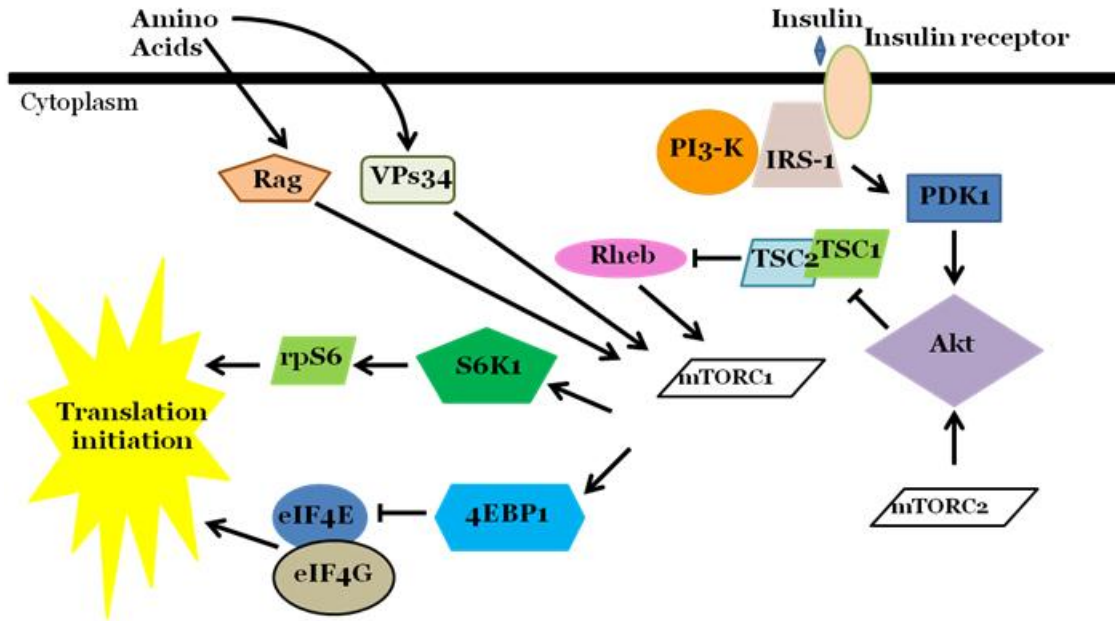 Amino
Acids
Insulin
Insulin receptor
Cytoplasm
PI3-K
IRS-1
Rag
VPs34
PDK1
Rheb
TSC2
TSC1
Akt
rpS6
S6K1
mTORC1
Translation
initiation
eIF4E
4EBP1
mTORC2
eIF4G